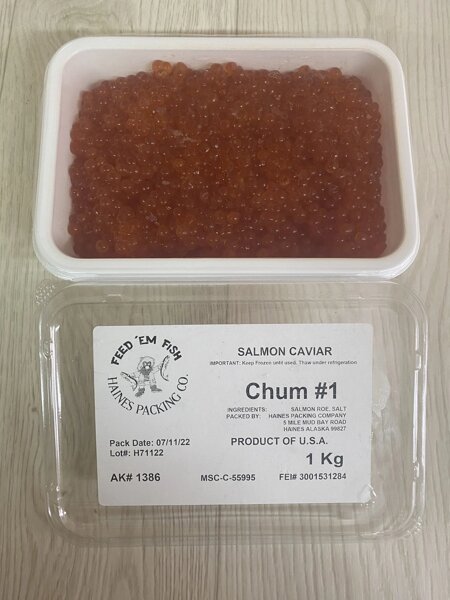 FEED 'EM FISH
HAINES PACKING CO.
SALMON CAVIAR
IMPORTANT: Keep Frozen until used, Thaw under refrigeration
Chum #1
INGREDIENTS: SALMON ROE, SALT
PACKED BY: HAINES PACKING COMPANY
5 MILE MUD BAY ROAD
HAINES ALASKA 99827
Pack Date: 07/11/22
PRODUCT OF U.S.A.
Lot#: H71122
1 Kg
AK# 1386
MSC-C-55995
FEI# 3001531284